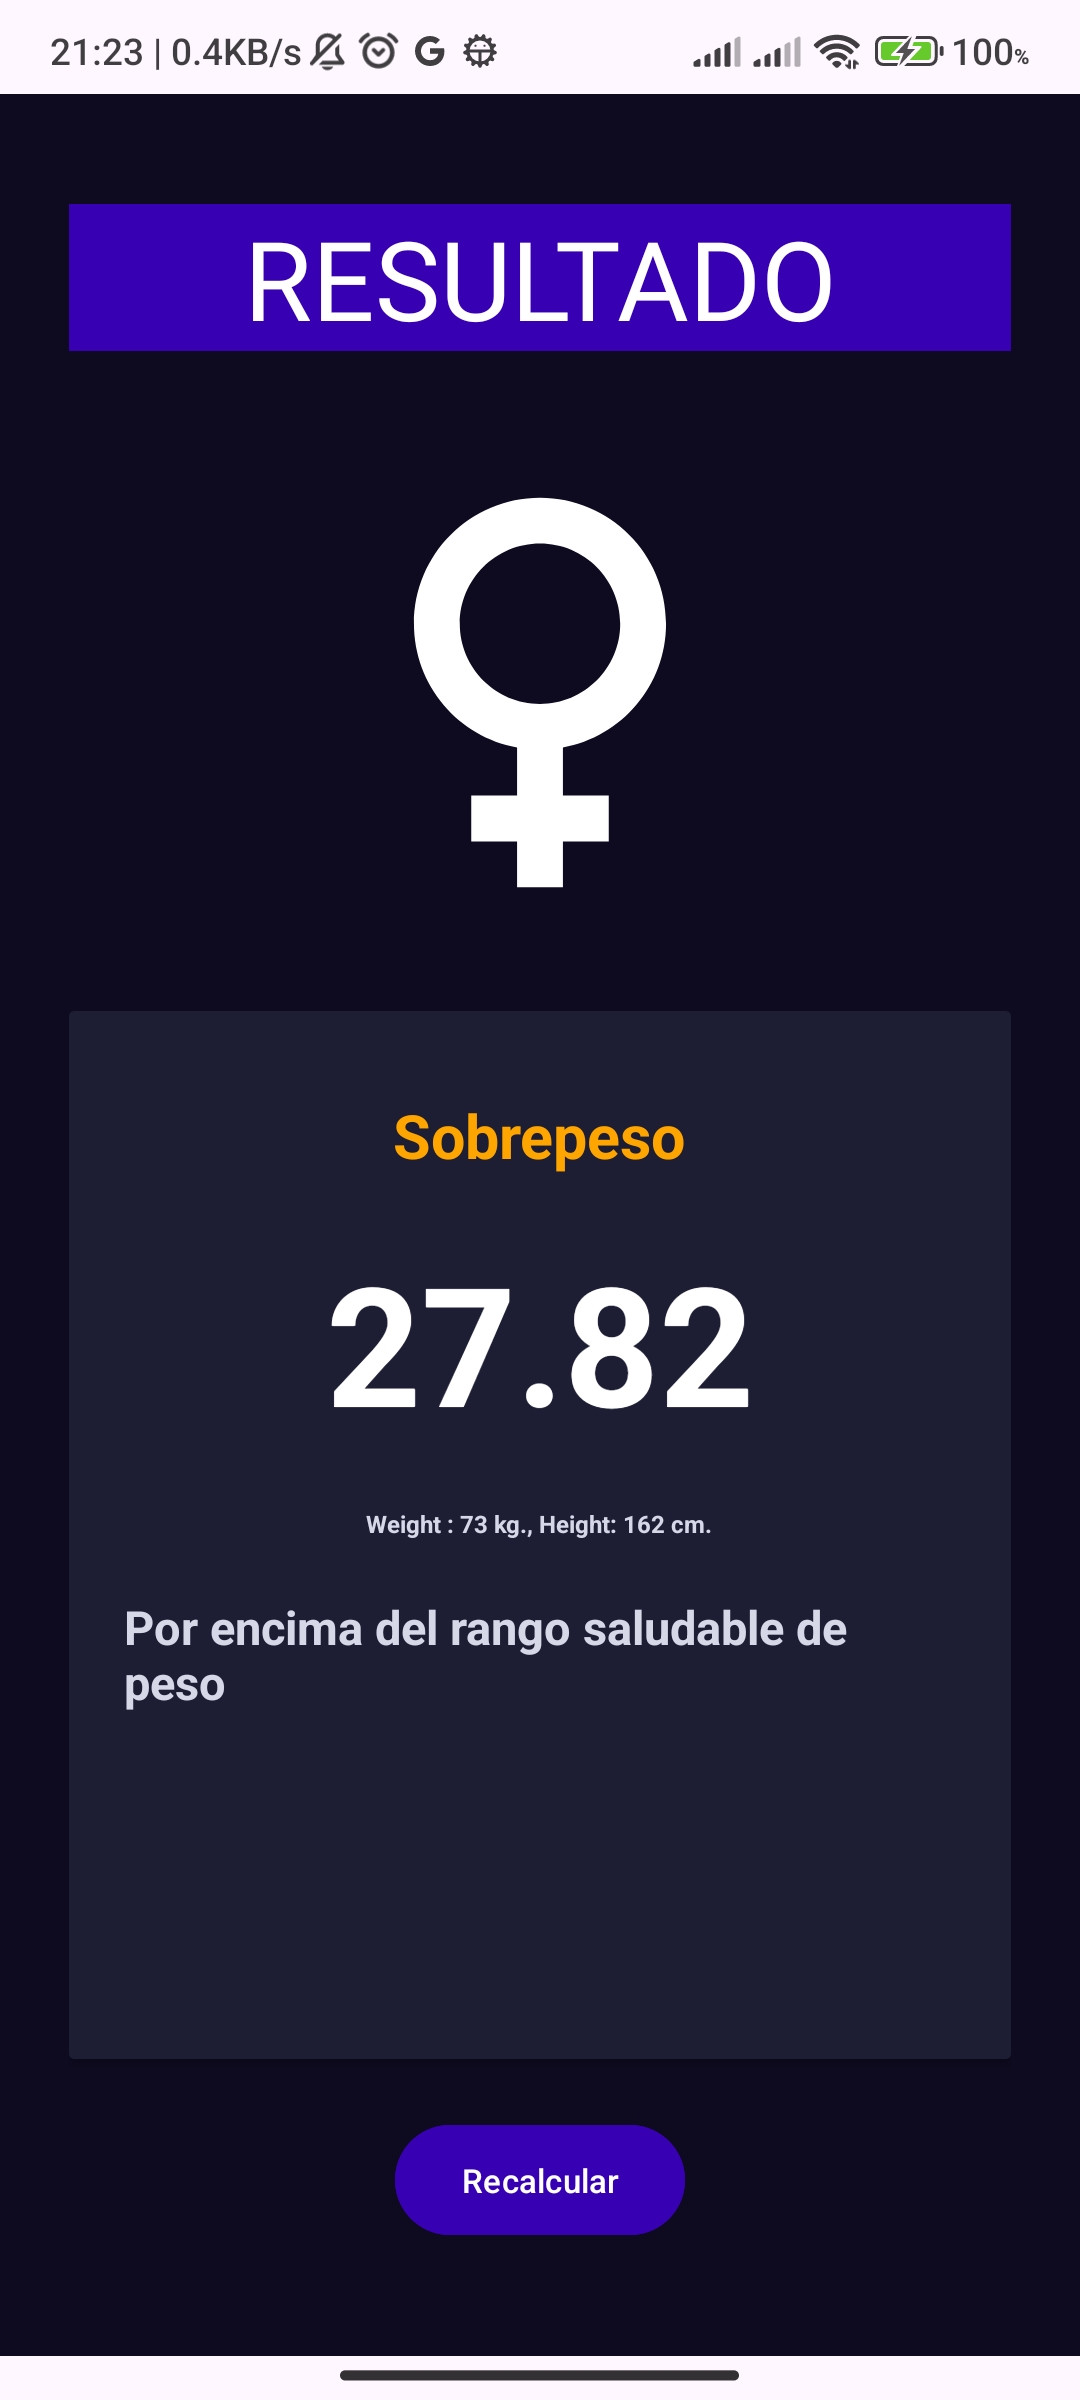 21:23 | 0.4KB/s 100%
RESULTADO
Sobrepeso
27.82
Weight : 73 kg., Height: 162 cm.
Por encima del rango saludable de
peso
Recalcular